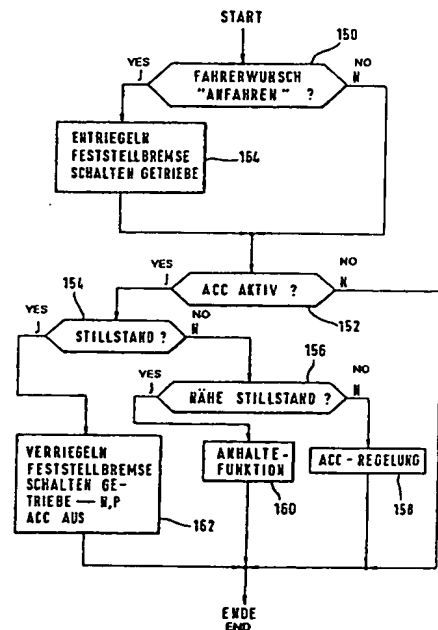 START
150
YES
NO
J
N
FAHRERWUNSCH
"ANFAHREN" ?
ENTRIEGELN
FESTSTELLBREMSE
SCHALTEN GETRIEBE
164
YES
NO
J
N
154
ACC AKTIV ?
152
YES
NO
J
N
STILLSTAND ?
156
YES
NO
J
N
NÄHE STILLSTAND ?
VERRIEGELN
FESTSTELLBREMSE
SCHALTEN GE-
TRIEBE — N,P
ACC AUS
162
ANHALTE-
FUNKTION
160
ACC-REGELUNG
158
ENDE
END